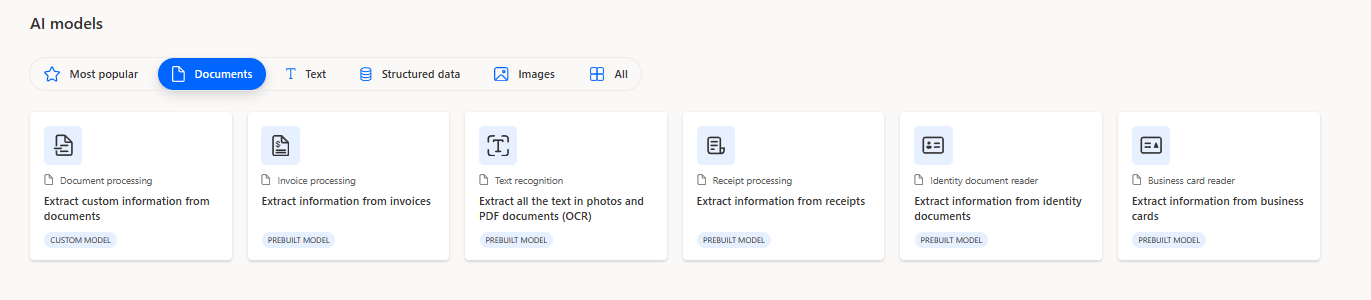 AI models
Most popular
Documents
Text
Structured data
Images
All
Document processing
Extract custom information from
documents
CUSTOM MODEL
Invoice processing
Extract information from invoices
PREBUILT MODEL
Text recognition
Extract all the text in photos and
PDF documents (OCR)
PREBUILT MODEL
Receipt processing
Extract information from receipts
PREBUILT MODEL
Identity document reader
Extract information from identity
documents
PREBUILT MODEL
Business card reader
Extract information from business
cards
PREBUILT MODEL